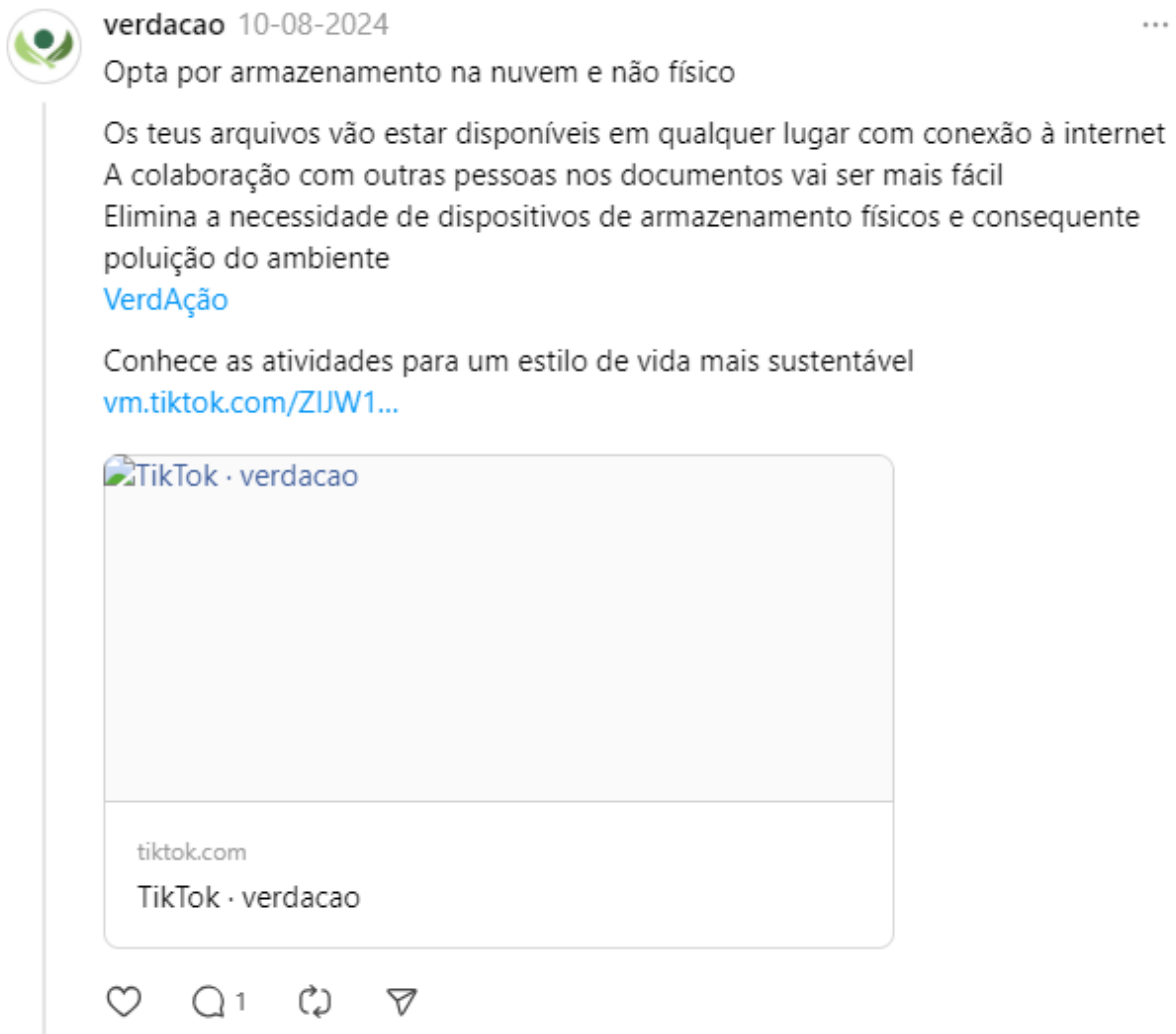 verdacao 10-08-2024
Opta por armazenamento na nuvem e não físico
Os teus arquivos vão estar disponíveis em qualquer lugar com conexão à internet
A colaboração com outras pessoas nos documentos vai ser mais fácil
Elimina a necessidade de dispositivos de armazenamento físicos e consequente
poluição do ambiente
VerdAção
Conhece as atividades para um estilo de vida mais sustentável
vm.tiktok.com/ZIJW1...
TikTok · verdacao
tiktok.com
TikTok · verdacao
1